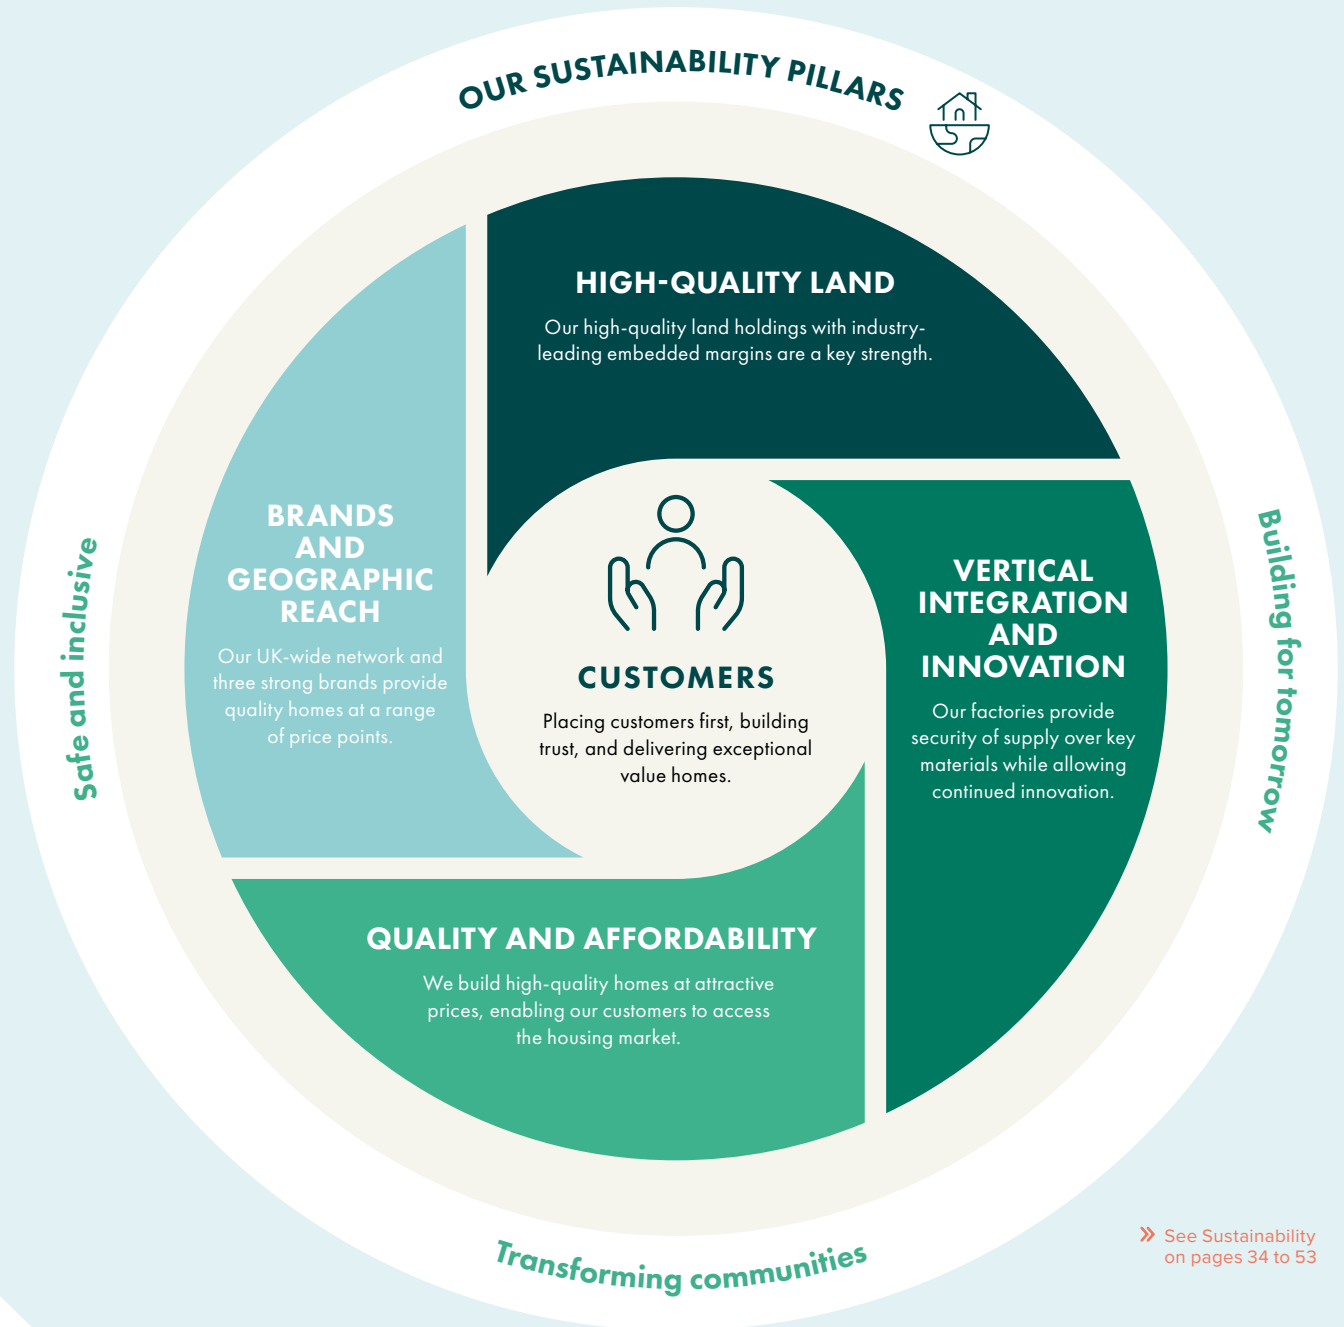 OUR SUSTAINABILITY PILLARS
HIGH-QUALITY LAND
Our high-quality land holdings with industry-
leading embedded margins are a key strength.
BRANDS
AND
GEOGRAPHIC
REACH
Our UK-wide network and
three strong brands provide
quality homes at a range
of price points.
CUSTOMERS
Placing customers first, building
trust, and delivering exceptional
value homes.
VERTICAL
INTEGRATION
AND
INNOVATION
Our factories provide
security of supply over key
materials while allowing
continued innovation.
QUALITY AND AFFORDABILITY
We build high-quality homes at attractive
prices, enabling our customers to access
the housing market.
Safe and inclusive
Building for tomorrow
Transforming communities
See Sustainability
on pages 34 to 53